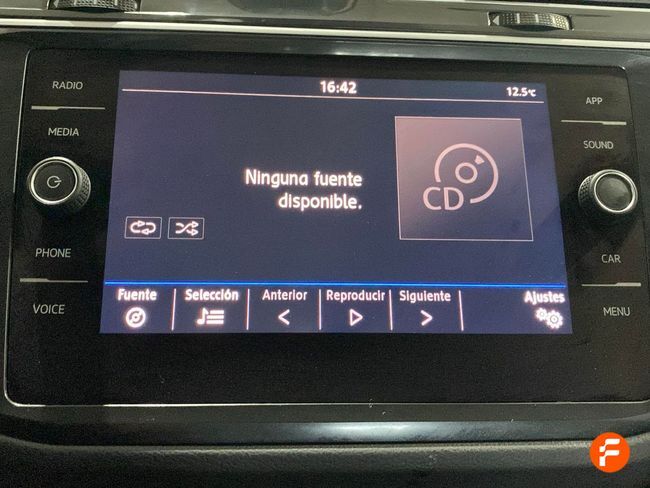 RADIO
MEDIA
PHONE
VOICE
16:42
12.5°C
Ninguna fuente
disponible.
CD
Fuente
Selección
Anterior
Reproducir
Siguiente
Ajustes
APP
SOUND
CAR
MENU